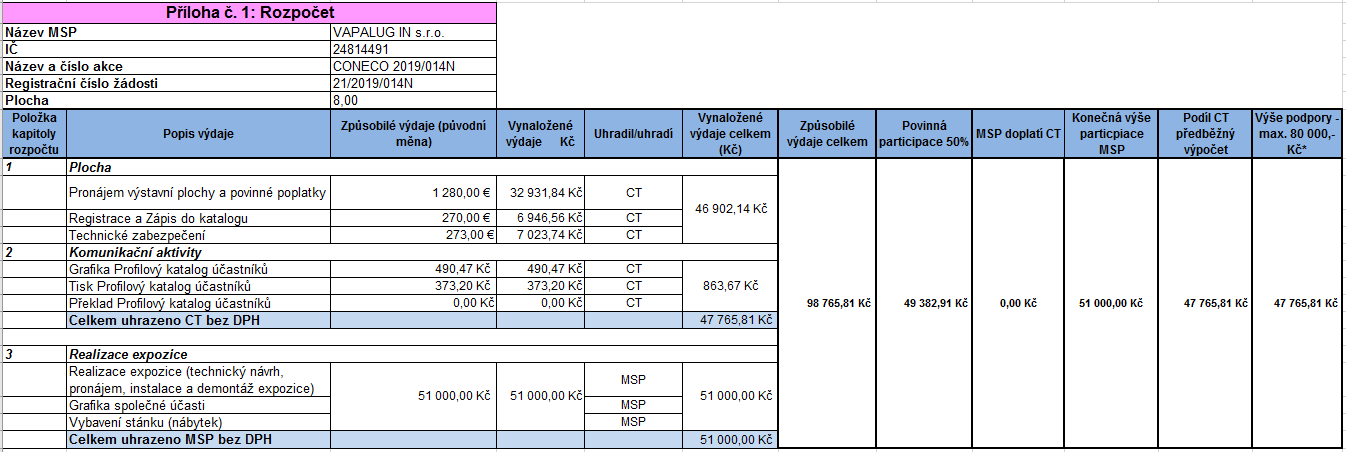 Příloha č. 1: Rozpočet
Název MSP VAPALUG IN s.r.o.
IČ 24814491
Název a číslo akce CONECO 2019/014N
Registrační číslo žádosti 21/2019/014N
Plocha 8,00
Položka kapitoly rozpočtu Popis výdaje Způsobilé výdaje (původní měna) Vynaložené výdaje Kč Uhradil/uhradí Vynaložené výdaje celkem (Kč) Způsobilé výdaje celkem Povinná participace 50% MSP doplatí CT Konečná výše particpiace MSP Podíl CT předběžný výpočet Výše podpory - max. 80 000,- Kč*
1 Plocha
Pronájem výstavní plochy a povinné poplatky 1 280,00 € 32 931,84 Kč CT 46 902,14 Kč
Registrace a Zápis do katalogu 270,00 € 6 946,56 Kč CT
Technické zabezpečení 273,00 € 7 023,74 Kč CT
2 Komunikační aktivity
Grafika Profilový katalog účastníků 490,47 Kč 490,47 Kč CT 863,67 Kč
Tisk Profilový katalog účastníků 373,20 Kč 373,20 Kč CT
Překlad Profilový katalog účastníků 0,00 Kč 0,00 Kč CT
98 765,81 Kč 49 382,91 Kč 0,00 Kč 51 000,00 Kč 47 765,81 Kč 47 765,81 Kč
Celkem uhrazeno CT bez DPH 47 765,81 Kč
3 Realizace expozice
Realizace expozice (technický návrh, pronájem, instalace a demontáž expozice) 51 000,00 Kč 51 000,00 Kč MSP 51 000,00 Kč
Grafika společné účasti MSP
Vybavení stánku (nábytek) MSP
Celkem uhrazeno MSP bez DPH 51 000,00 Kč